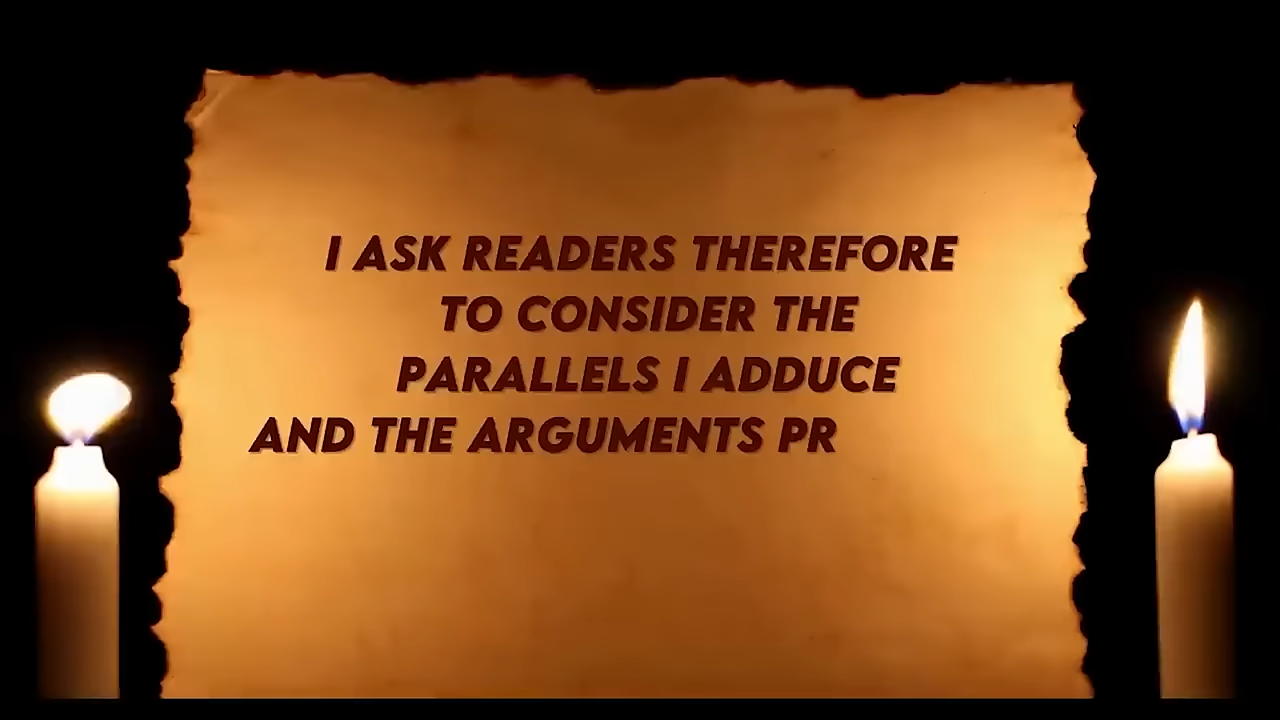 I ASK READERS THEREFORE
TO CONSIDER THE
PARALLELS I ADDUCE
AND THE ARGUMENTS PR